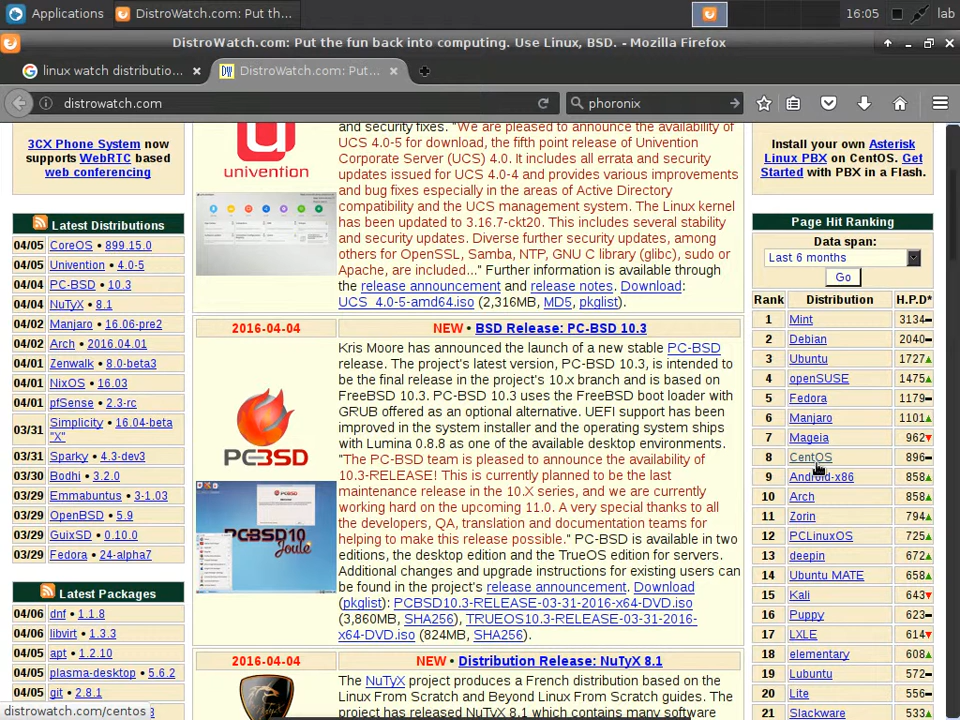 Applications
DistroWatch.com: Put th...
16:05
lab
DistroWatch.com: Put the fun back into computing. Use Linux, BSD. - Mozilla Firefox
linux watch distributio...
DistroWatch.com: Put...
distrowatch.com
phoronix
3CX Phone System now
supports WebRTC based
web conferencing
Latest Distributions
04/05 CoreOS • 899.15.0
04/05 Univention • 4.0-5
04/04 PC-BSD • 10.3
04/04 NuTyX • 8.1
04/02 Manjaro • 16.06-pre2
04/02 Arch • 2016.04.01
04/01 Zenwalk • 8.0-beta3
04/01 NixOS • 16.03
04/01 pfSense • 2.3-rc
03/31 Simplicity • 16.04-beta
"X"
03/31 Sparky • 4.3-dev3
03/30 Bodhi • 3.2.0
03/29 Emmabuntus • 3-1.03
03/29 OpenBSD • 5.9
03/29 GuixSD • 0.10.0
03/29 Fedora • 24-alpha7
Latest Packages
04/06 dnf • 1.1.8
04/06 libvirt • 1.3.3
04/05 apt • 1.2.10
04/05 plasma-desktop • 5.6.2
04/05 git • 2.8.1
distrowatch.com/centos
univention
and security fixes. "We are pleased to announce the availability of
UCS 4.0-5 for download, the fifth point release of Univention
Corporate Server (UCS) 4.0. It includes all errata and security
updates issued for UCS 4.0-4 and provides various improvements
and bug fixes especially in the areas of Active Directory
compatibility and the UCS management system. The Linux kernel
has been updated to 3.16.7-ckt20. This includes several stability
and security updates. Diverse further security updates, among
others for OpenSSL, Samba, NTP, GNU C library (glibc), sudo or
Apache, are included..." Further information is available through
the release announcement and release notes. Download:
UCS_4.0-5-amd64.iso (2,316MB, MD5, pkglist).
2016-04-04
NEW • BSD Release: PC-BSD 10.3
PCBSD
PCBSD10
Joule
Kris Moore has announced the launch of a new stable PC-BSD
release. The project's latest version, PC-BSD 10.3, is intended to
be the final release in the project's 10.x branch and is based on
FreeBSD 10.3. PC-BSD 10.3 uses the FreeBSD boot loader with
GRUB offered as an optional alternative. UEFI support has been
improved in the system installer and the operating system ships
with Lumina 0.8.8 as one of the available desktop environments.
"The PC-BSD team is pleased to announce the availability of
10.3-RELEASE! This is currently planned to be the last
maintenance release in the 10.X series, and we are currently
working hard on the upcoming 11.0. A very special thanks to all
the developers, QA, translation and documentation teams for
helping to make this release possible." PC-BSD is available in two
editions, the desktop edition and the TrueOS edition for servers.
Additional changes and upgrade instructions for existing users can
be found in the project's release announcement. Download
(pkglist): PCBSD10.3-RELEASE-03-31-2016-x64-DVD.iso
(3,860MB, SHA256), TRUEOS10.3-RELEASE-03-31-2016-
x64-DVD.iso (824MB, SHA256).
2016-04-04
NEW • Distribution Release: NuTyX 8.1
The NuTyX project produces a French distribution based on the
Linux From Scratch and Beyond Linux From Scratch guides. The
project has released NuTyX 8.1 which contains many software
Install your own Asterisk
Linux PBX on CentOS. Get
Started with PBX in a Flash.
Page Hit Ranking
Data span:
Last 6 months
Go
Rank Distribution H.P.D*
1 Mint 3134
2 Debian 2040
3 Ubuntu 1727
4 openSUSE 1475
5 Fedora 1179
6 Manjaro 1101
7 Mageia 962
8 CentOS 896
9 Android-x86 858
10 Arch 858
11 Zorin 794
12 PCLinuxOS 725
13 deepin 672
14 Ubuntu MATE 658
15 Kali 643
16 Puppy 623
17 LXLE 614
18 elementary 608
19 Lubuntu 572
20 Lite 556
21 Slackware 533